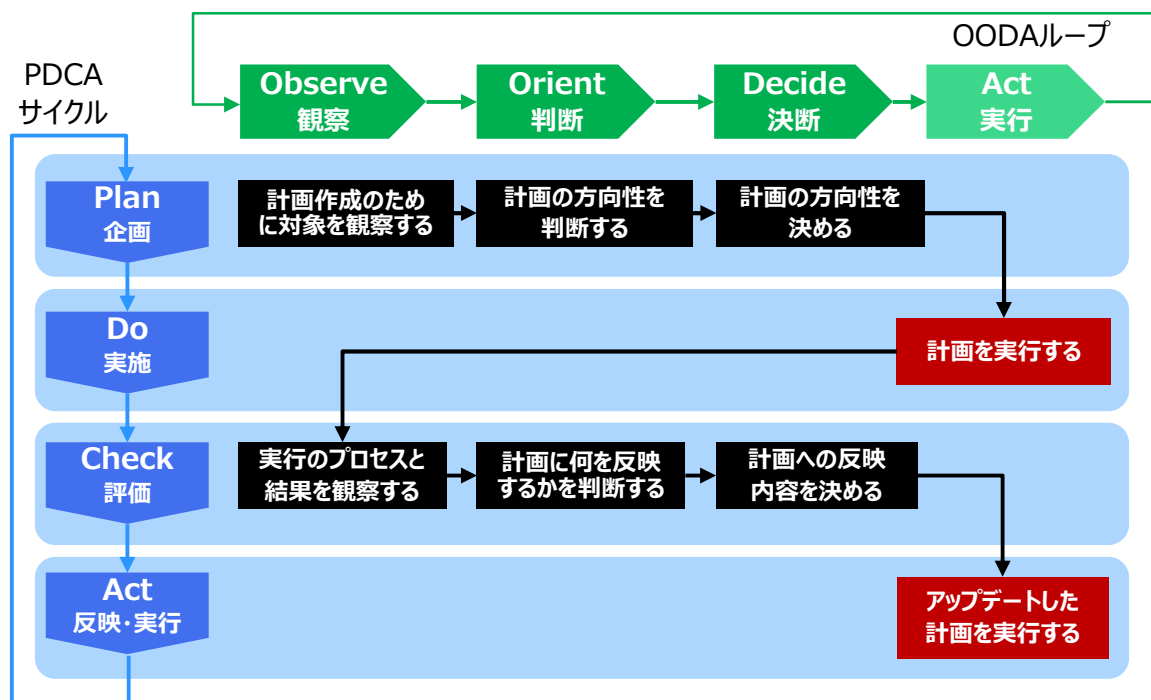 OODAループ
PDCA
サイクル
Observe
観察
Orient
判断
Decide
決断
Act
実行
Plan
企画
計画作成のため
に対象を観察する
計画の方向性を
判断する
計画の方向性を
決める
Do
実施
計画を実行する
Check
評価
実行のプロセスと
結果を観察する
計画に何を反映
するかを判断する
計画への反映
内容を決める
Act
反映・実行
アップデートした
計画を実行する